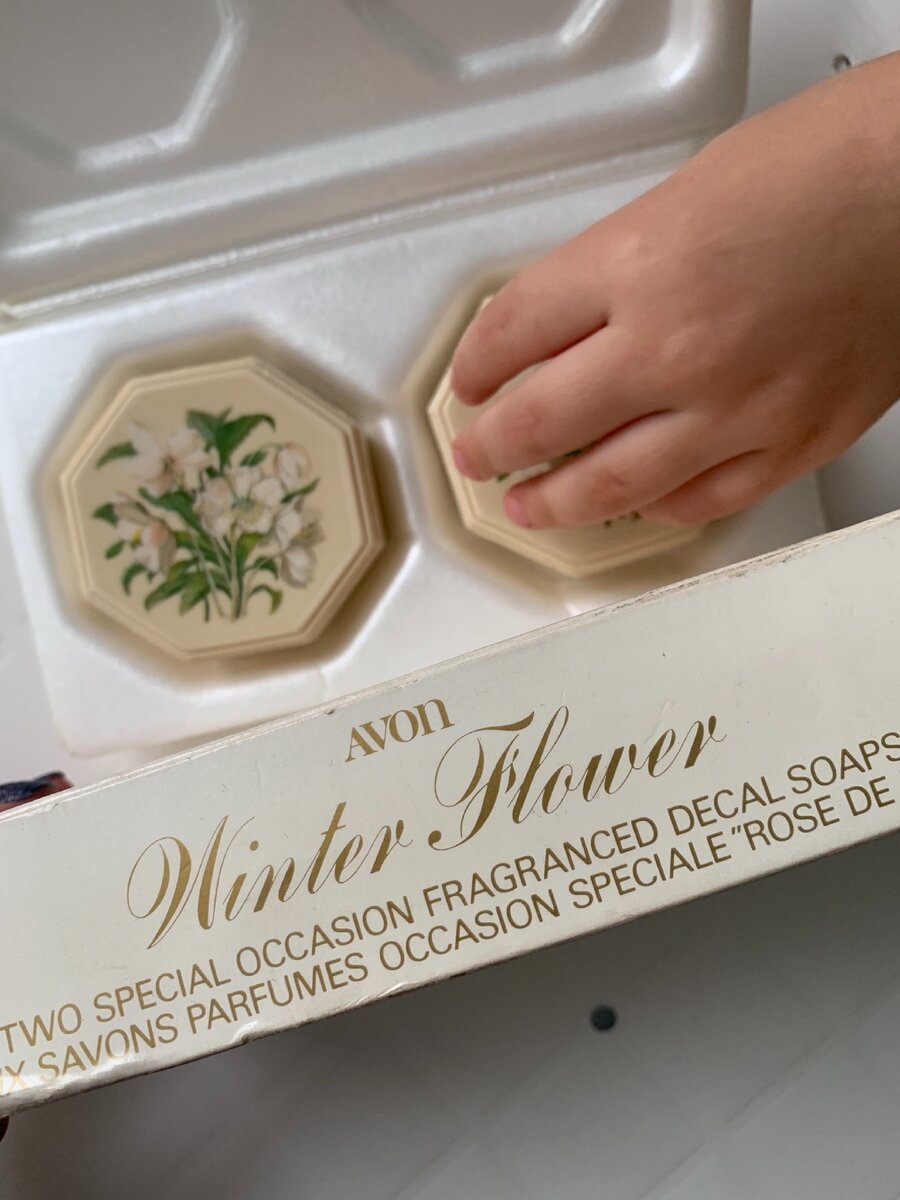 AVON
Winter Flower
TWO SPECIAL OCCASION FRAGRANCED DECAL SOAPS
SAVONS PARFUMES OCCASION SPECIALE "ROSE DE